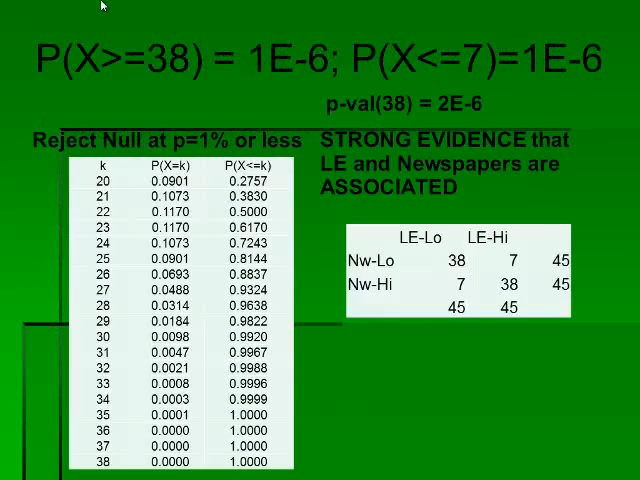 P(X>=38) = 1E-6; P(X<=7)=1E-6
p-val(38) = 2E-6
Reject Null at p=1% or less
k P(X=k) P(X<=k)
20 0.0901 0.2757
21 0.1073 0.3830
22 0.1170 0.5000
23 0.1170 0.6170
24 0.1073 0.7243
25 0.0901 0.8144
26 0.0693 0.8837
27 0.0488 0.9324
28 0.0314 0.9638
29 0.0184 0.9822
30 0.0098 0.9920
31 0.0047 0.9967
32 0.0021 0.9988
33 0.0008 0.9996
34 0.0003 0.9999
35 0.0001 1.0000
36 0.0000 1.0000
37 0.0000 1.0000
38 0.0000 1.0000
STRONG EVIDENCE that
LE and Newspapers are
ASSOCIATED
LE-Lo LE-Hi
Nw-Lo 38 7 45
Nw-Hi 7 38 45
45 45